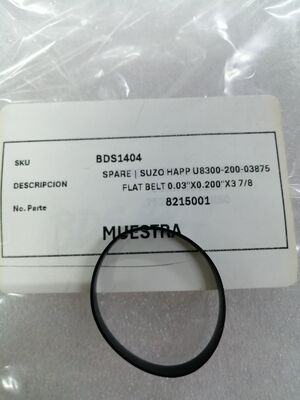 SKU BDS1404
DESCRIPCION SPARE | SUZO HAPP U8300-200-03875
FLAT BELT 0.03"X0.200"X3 7/8
No. Parte 8215001
MUESTRA